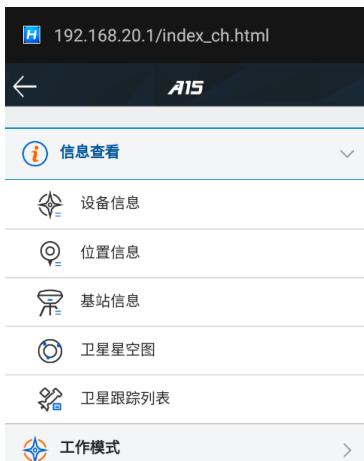 192.168.20.1/index_ch.html
A15
信息查看
设备信息
位置信息
基站信息
卫星星空图
卫星跟踪列表
工作模式